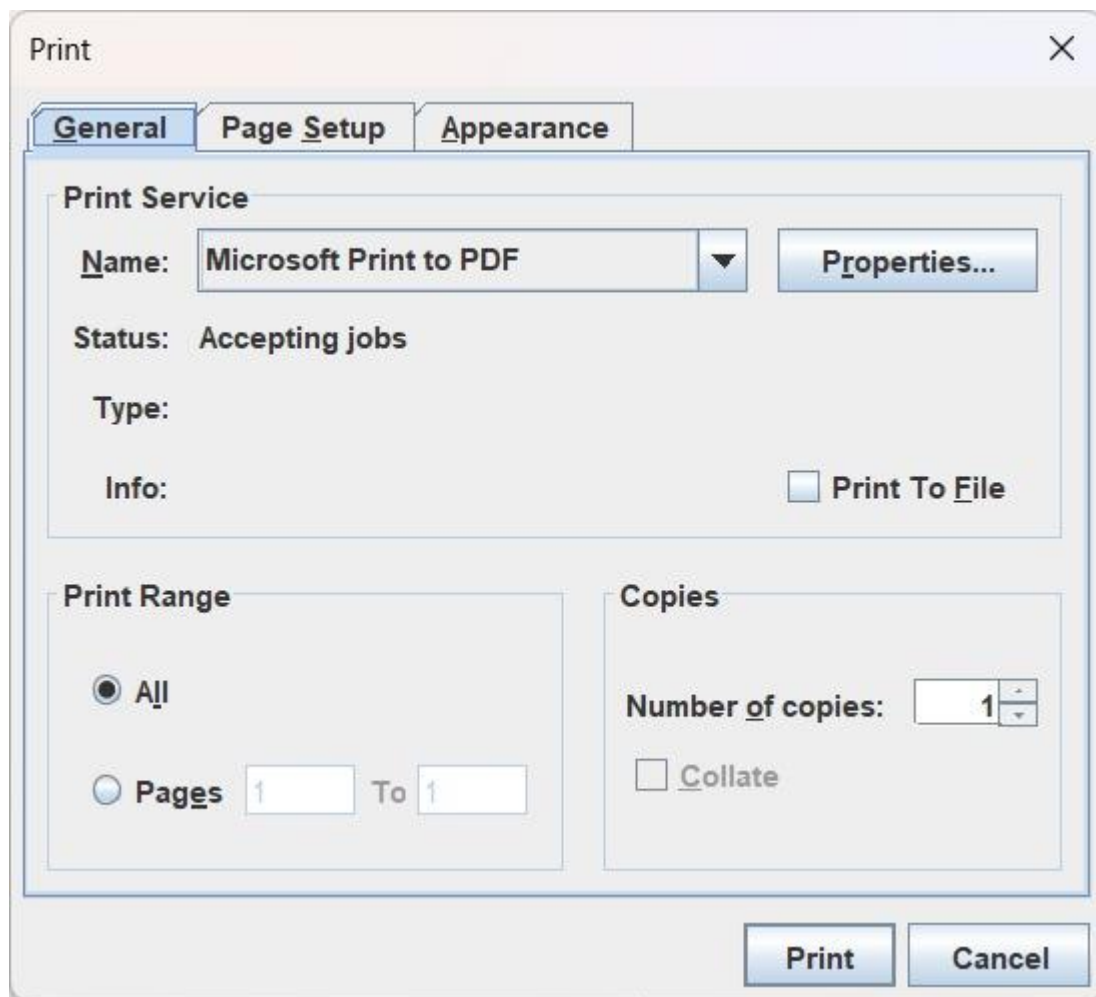 Print
General Page Setup Appearance
Print Service
Name: Microsoft Print to PDF Properties...
Status: Accepting jobs
Type:
Info: Print To File
Print Range
All
Pages 1 To 1
Copies
Number of copies: 1
Collate
Print Cancel